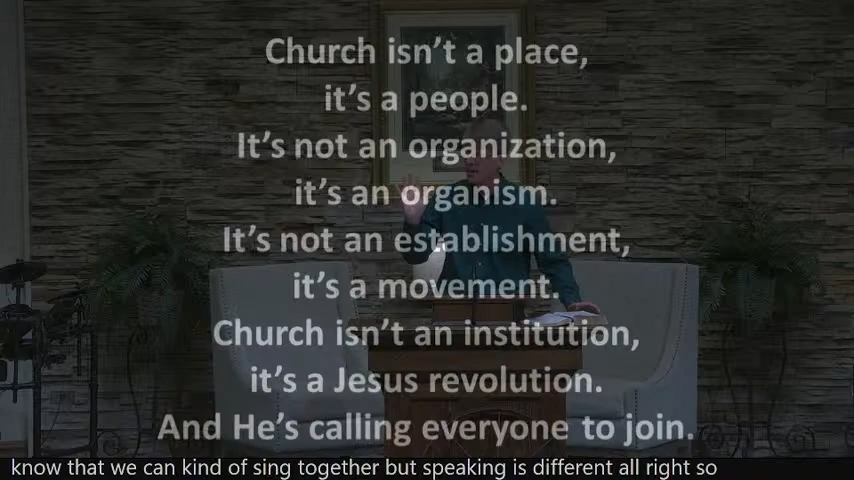 Church isn't a place,
it's a people.
It's not an organization,
it's an organism.
It's not an establishment,
it's a movement.
Church isn't an institution,
it's a Jesus revolution.
And He's calling everyone to join.
know that we can kind of sing together but speaking is different all right so